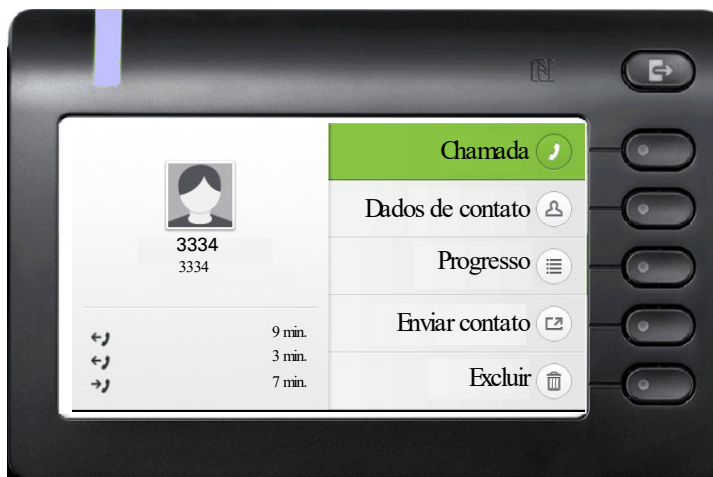 3334
3334
9 min.
3 min.
7 min.
Chamada
Dados de contato
Progresso
Enviar contato
Excluir